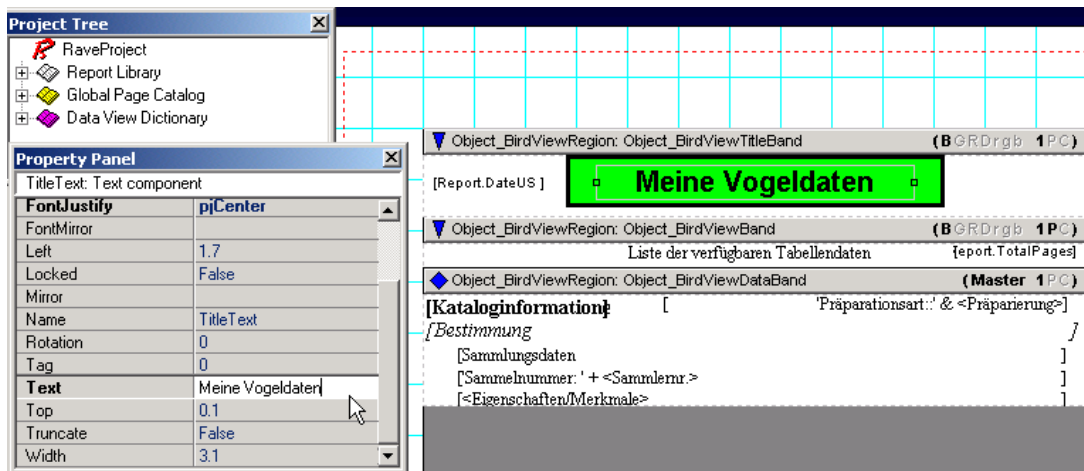 Project Tree
RaveProject
Report Library
Global Page Catalog
Data View Dictionary
Property Panel
TitleText: Text component
FontJustify pjCenter
FontMirror
Left 1.7
Locked False
Mirror
Name TitleText
Rotation 0
Tag 0
Text Meine Vogeldaten
Top 0.1
Truncate False
Width 3.1
Object_BirdViewRegion: Object_BirdViewTitleBand (BGRDrgb 1PC)
[Report.DateUS ] Meine Vogeldaten
Object_BirdViewRegion: Object_BirdViewBand (BGRDrgb 1PC)
Liste der verfügbaren Tabellendaten eport.TotalPages]
Object_BirdViewRegion: Object_BirdViewDataBand (Master 1PC)
[Kataloginformation [ 'Präparationsart::' & <Präparierung>]
[Bestimmung ]
[Sammlungsdaten ]
['Sammelnummer: ' + <Sammlernr.> ]
[<Eigenschaften/Merkmale> ]